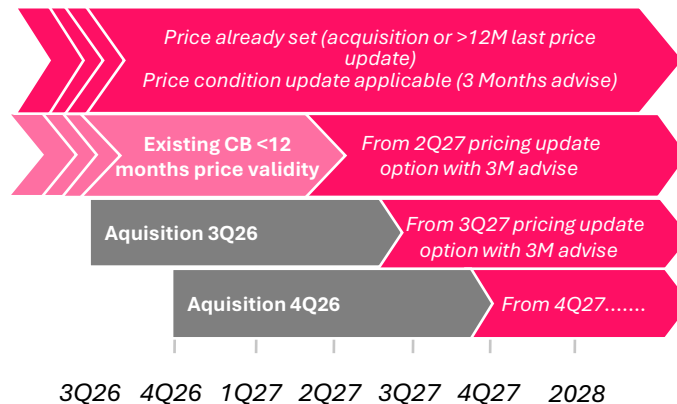 Price already set (acquisition or >12M last price
update)
Price condition update applicable (3 Months advise)
Existing CB <12
months price validity
From 2Q27 pricing update
option with 3M advise
Aquisition 3Q26
From 3Q27 pricing update
option with 3M advise
Aquisition 4Q26
From 4Q27.......
3Q26 4Q26 1Q27 2Q27 3Q27 4Q27 2028